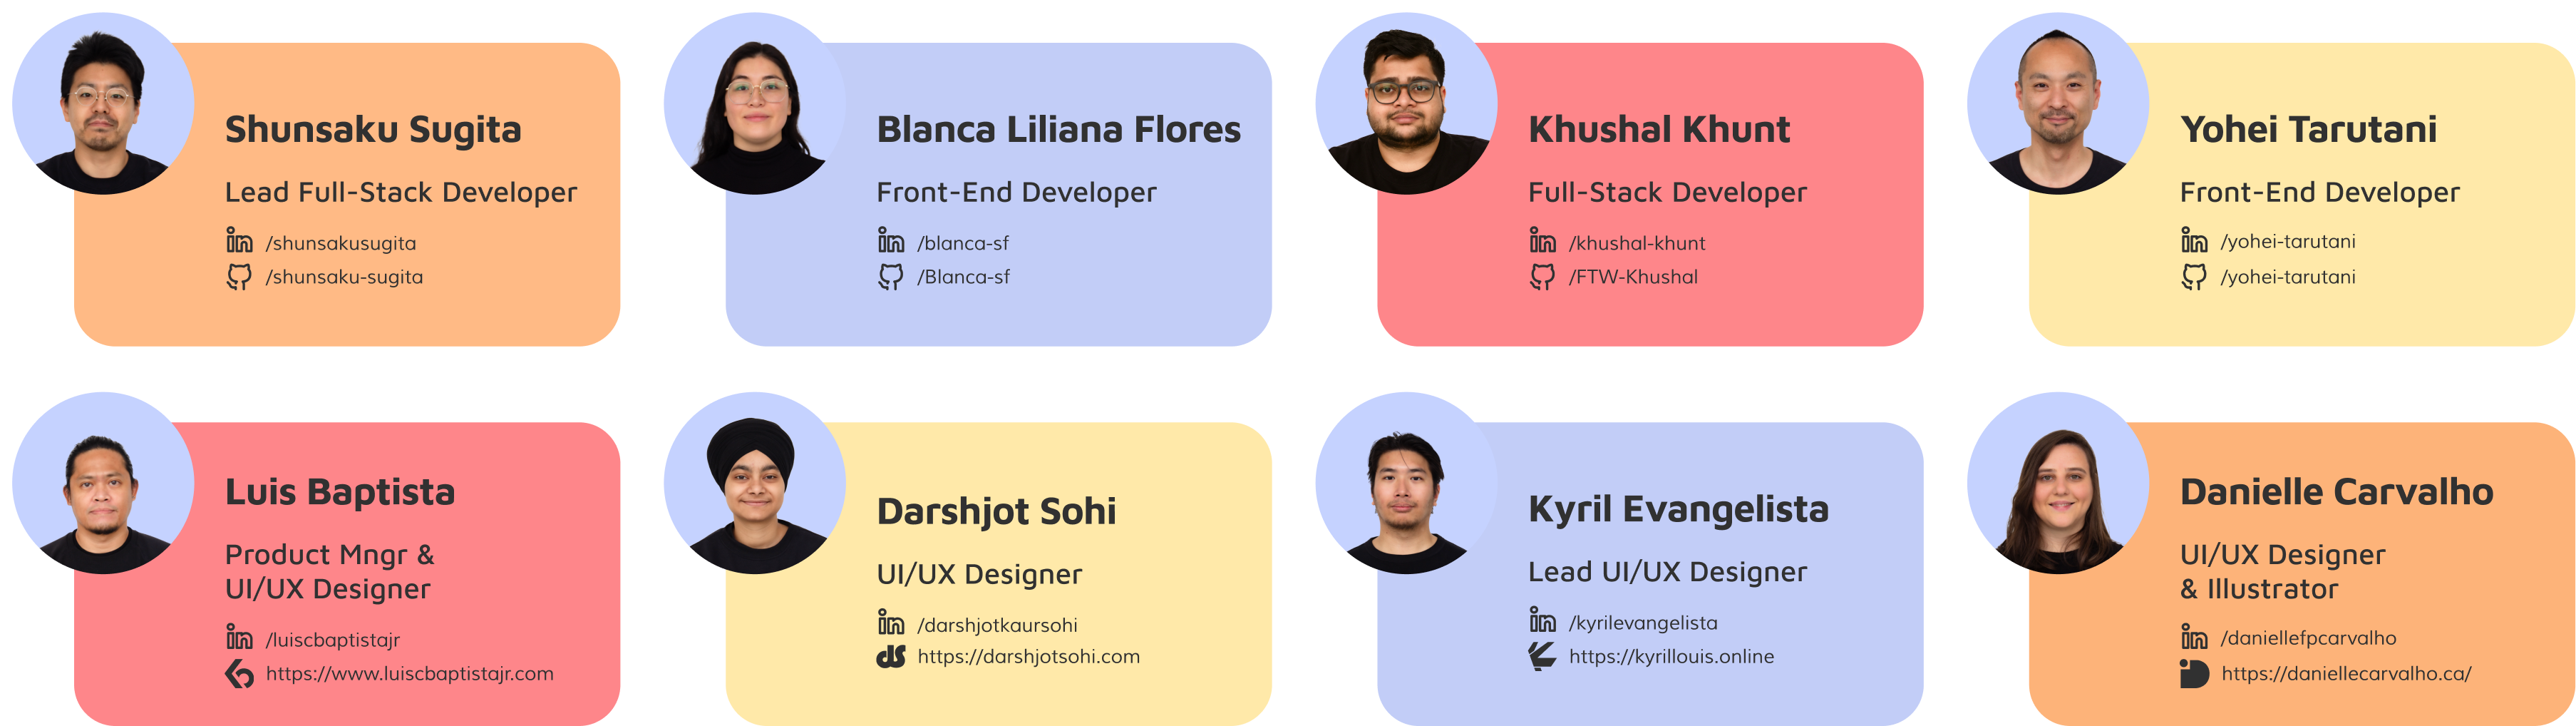 Shunsaku Sugita
Lead Full-Stack Developer
/shunsakusugita
/shunsaku-sugita
Blanca Liliana Flores
Front-End Developer
/blanca-sf
/Blanca-sf
Khushal Khunt
Full-Stack Developer
/khushal-khunt
/FTW-Khushal
Yohei Tarutani
Front-End Developer
/yohei-tarutani
/yohei-tarutani
Luis Baptista
Product Mngr &
UI/UX Designer
/luiscbaptistajr
https://www.luiscbaptistajr.com
Darshjot Sohi
UI/UX Designer
/darshjotkaursohi
https://darshjotsohi.com
Kyril Evangelista
Lead UI/UX Designer
/kyrilevangelista
https://kyrillouis.online
Danielle Carvalho
UI/UX Designer
& Illustrator
/daniellefpcarvalho
https://daniellecarvalho.ca/